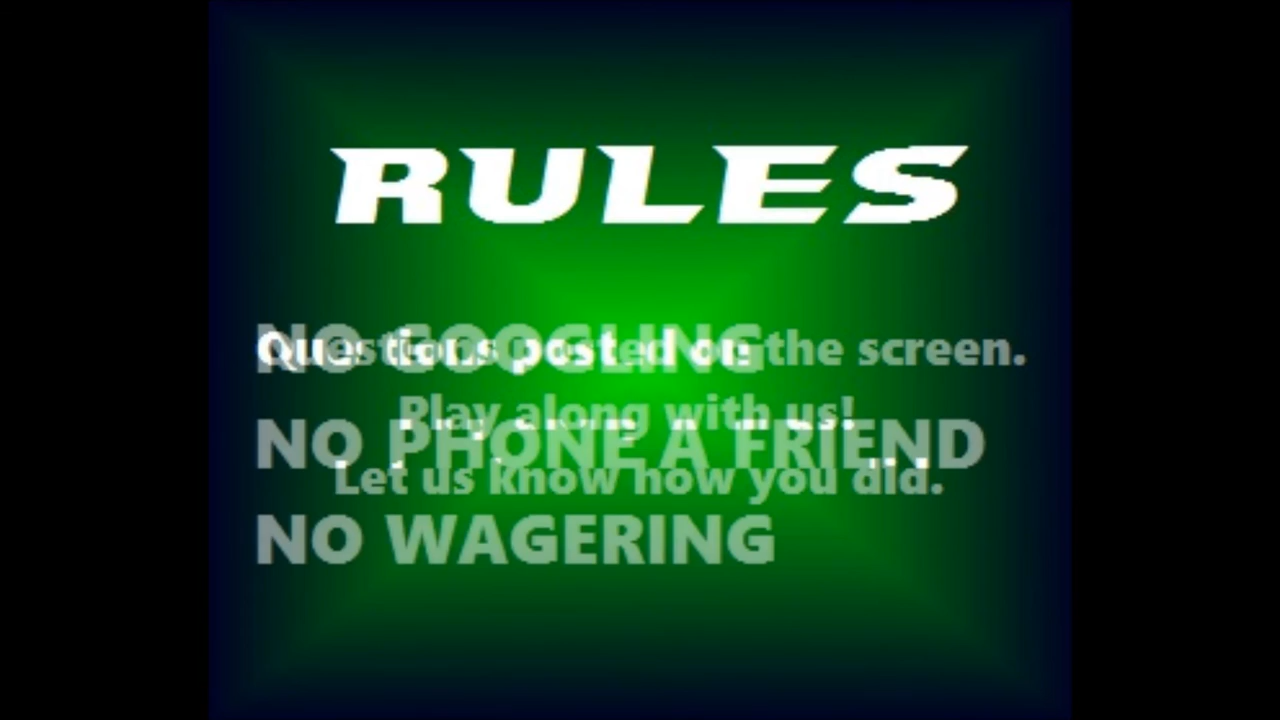 RULES
NO GOOGLING
Questions posted on the screen.
Play along with us!
NO PHONE A FRIEND
Let us know how you did.
NO WAGERING